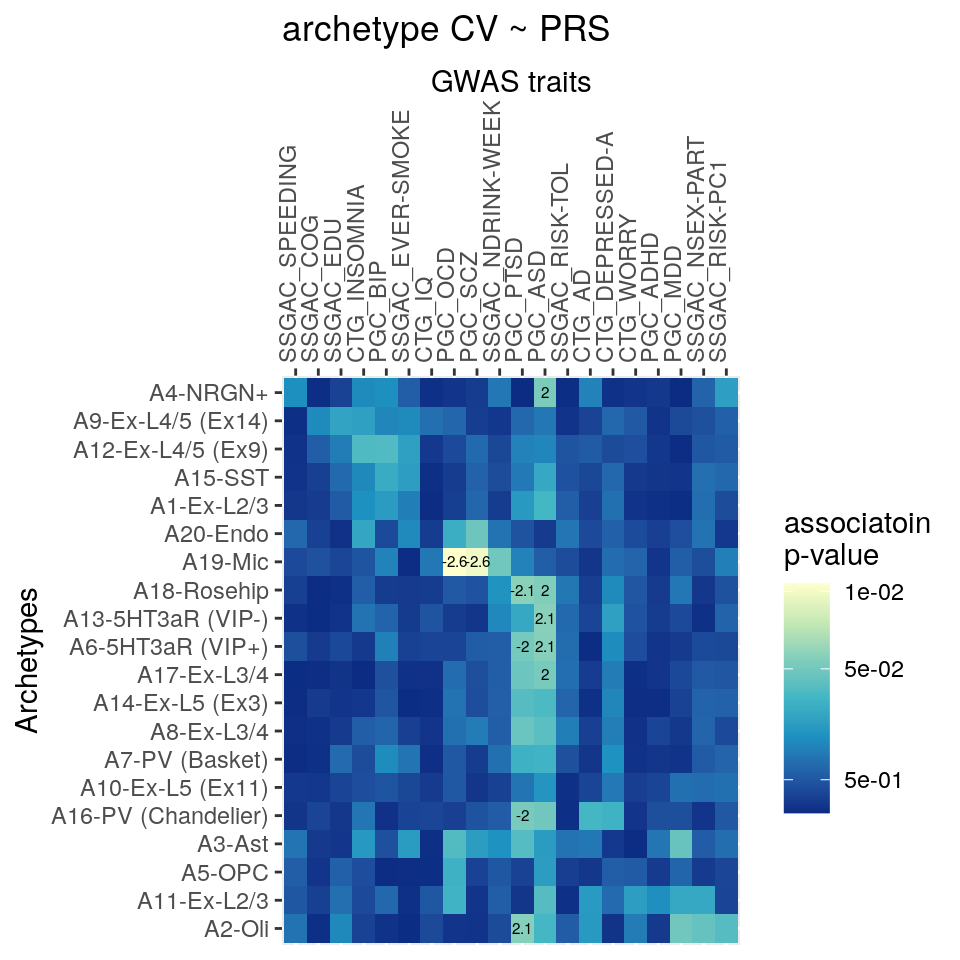 archetype CV ~ PRS
GWAS traits
SSGAC_SPEEDING
SSGAC_COG
SSGAC_EDU
CTG_INSOMNIA
PGC_BIP
SSGAC_EVER-SMOKE
CTG_IQ
PGC_OCD
PGC_SCZ
SSGAC_NDRINK-WEEK
PGC_PTSD
PGC_ASD
SSGAC_RISK-TOL
CTG_AD
CTG_DEPRESSED-A
CTG_WORRY
PGC_ADHD
PGC_MDD
SSGAC_NSEX-PART
SSGAC_RISK-PC1
Archetypes
A4-NRGN+ 2
A9-Ex-L4/5 (Ex14)
A12-Ex-L4/5 (Ex9)
A15-SST
A1-Ex-L2/3
A20-Endo
A19-Mic -2.6 -2.6
A18-Rosehip -2.1 2
A13-5HT3aR (VIP-) 2.1
A6-5HT3aR (VIP+) -2 2.1
A17-Ex-L3/4 2
A14-Ex-L5 (Ex3)
A8-Ex-L3/4
A7-PV (Basket)
A10-Ex-L5 (Ex11)
A16-PV (Chandelier) -2
A3-Ast
A5-OPC
A11-Ex-L2/3
A2-Oli 2.1
associatoin
p-value
1e-02
5e-02
5e-01